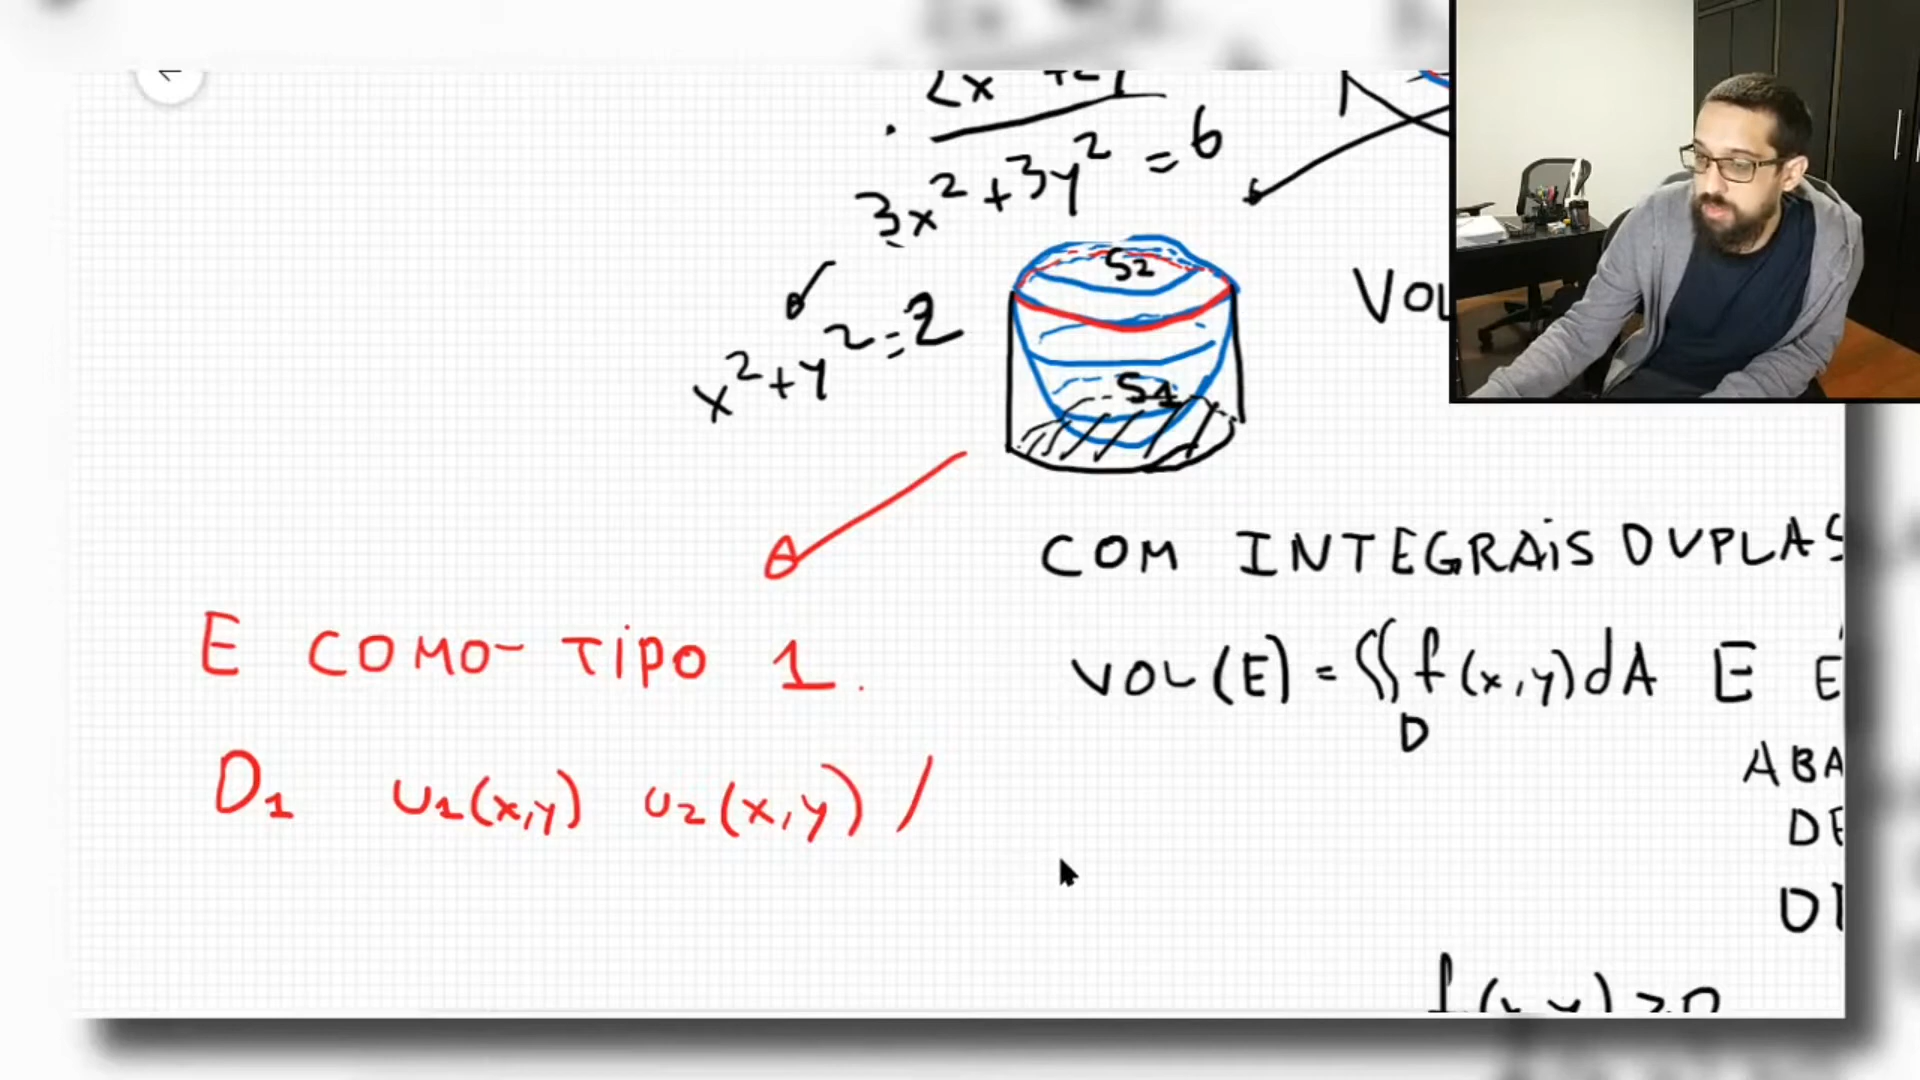 3x² + 3y² = 6
x² + y² = 2
S2
S1
VOL
COM INTEGRAIS DUPLAS
VOL(E) = ∬ f(x,y)dA E É
D
ABA
DE
E COMO TIPO 1.
D1 u1(x,y) u2(x,y) /